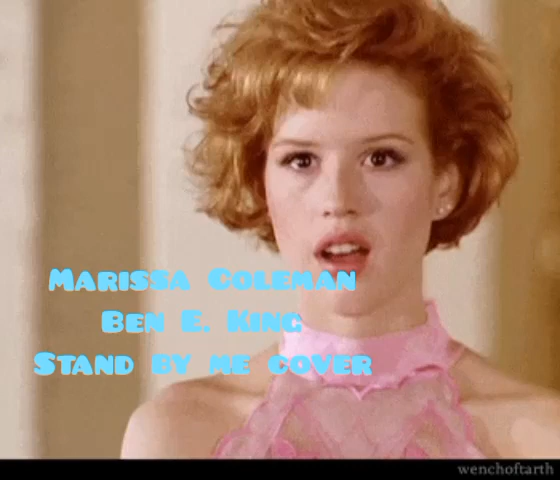 Marissa Coleman
Ben E. King
Stand by me cover
wenchoftarth